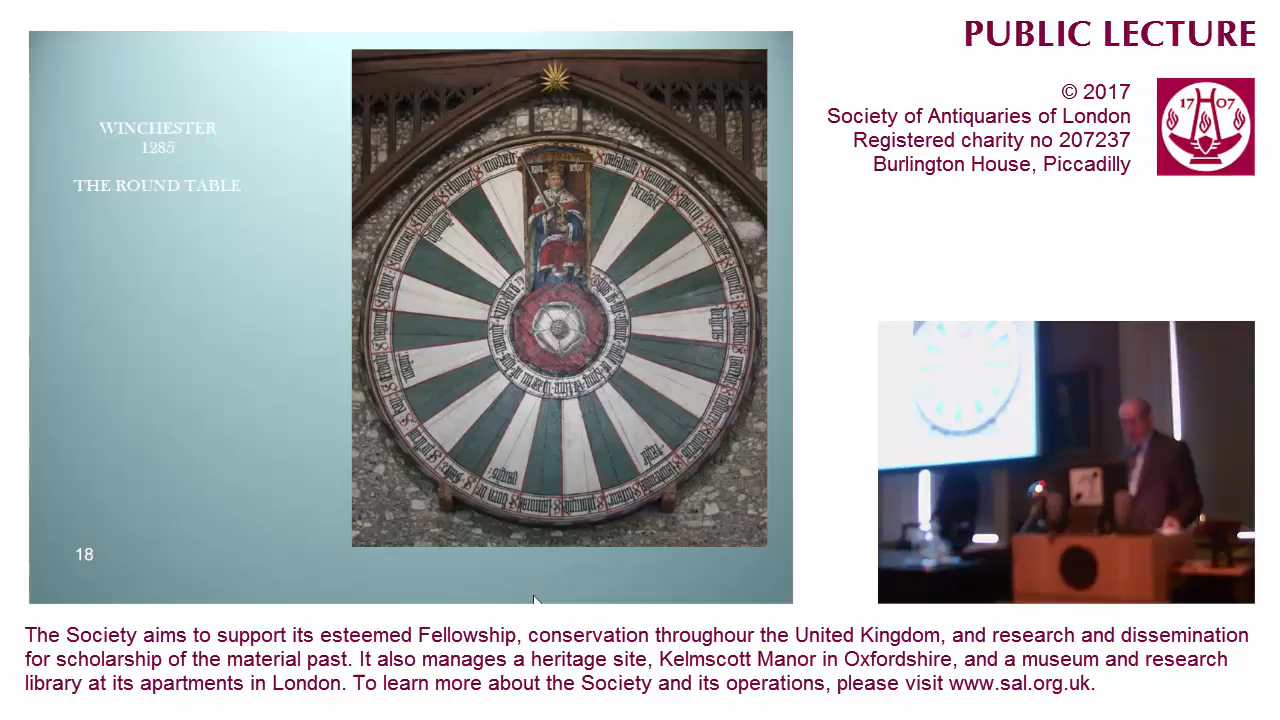 WINCHESTER
1285
THE ROUND TABLE
18
PUBLIC LECTURE
© 2017
Society of Antiquaries of London
Registered charity no 207237
Burlington House, Piccadilly
17 07
The Society aims to support its esteemed Fellowship, conservation throughour the United Kingdom, and research and dissemination
for scholarship of the material past. It also manages a heritage site, Kelmscott Manor in Oxfordshire, and a museum and research
library at its apartments in London. To learn more about the Society and its operations, please visit www.sal.org.uk.